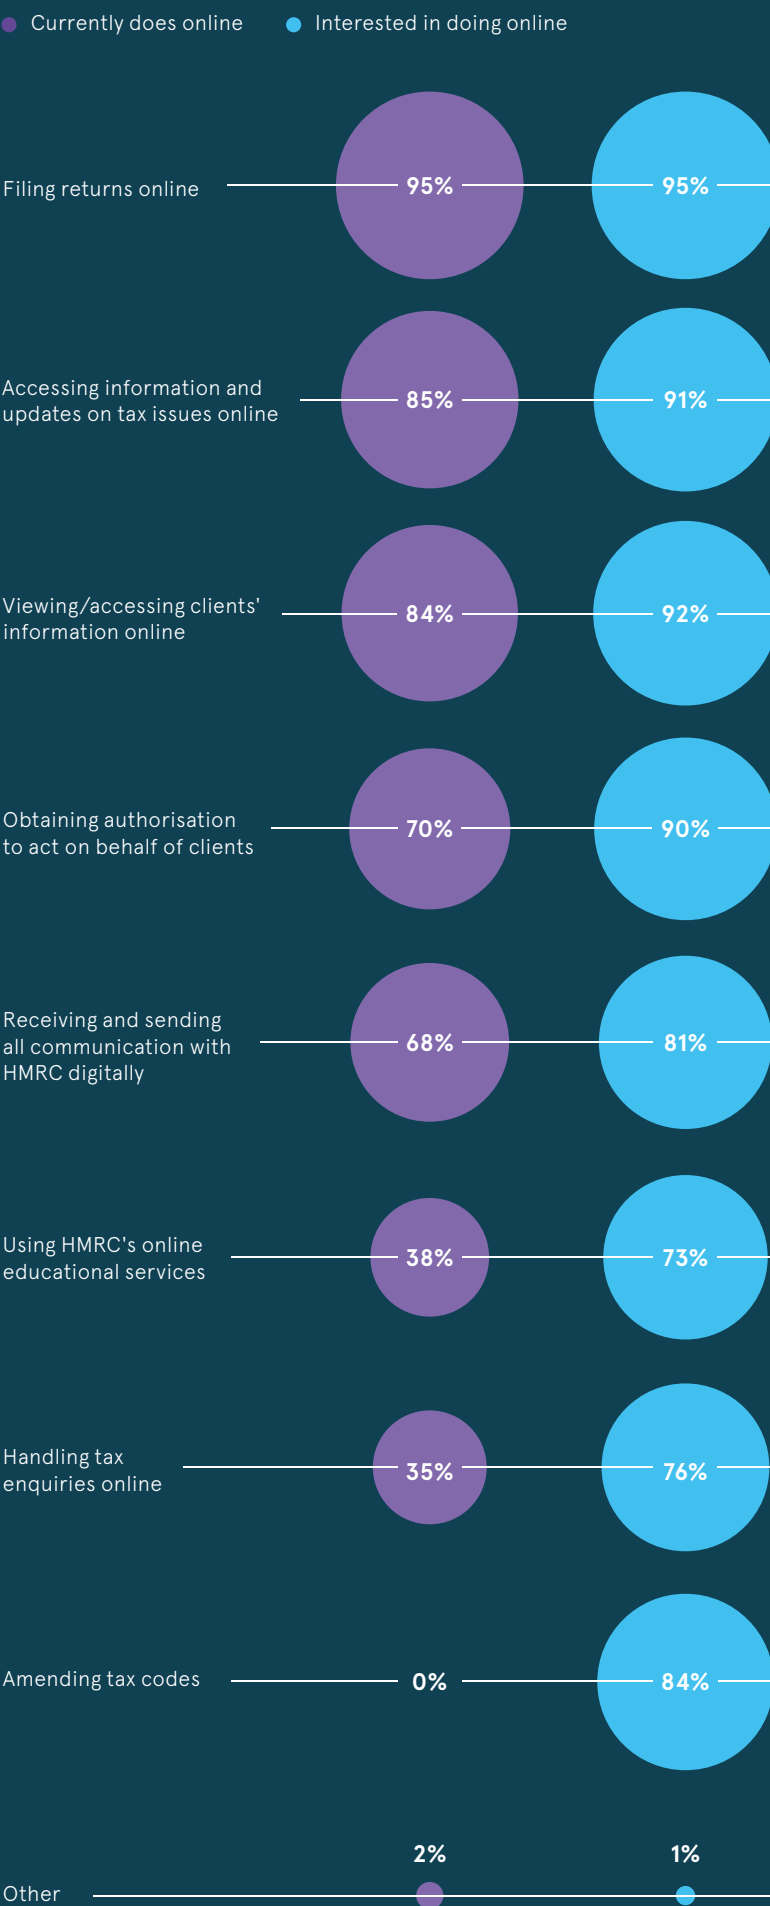 Currently does online
Interested in doing online
Filing returns online
95%
95%
Accessing information and
updates on tax issues online
85%
91%
Viewing/accessing clients'
information online
84%
92%
Obtaining authorisation
to act on behalf of clients
70%
90%
Receiving and sending
all communication with
HMRC digitally
68%
81%
Using HMRC's online
educational services
38%
73%
Handling tax
enquiries online
35%
76%
Amending tax codes
0%
84%
Other
2%
1%